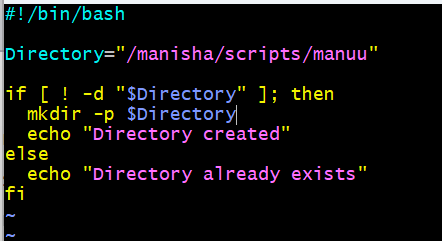 #!/bin/bash

Directory="/manisha/scripts/manuu"

if [ ! -d "$Directory" ]; then
  mkdir -p $Directory
  echo "Directory created"
else
  echo "Directory already exists"
fi
~
~